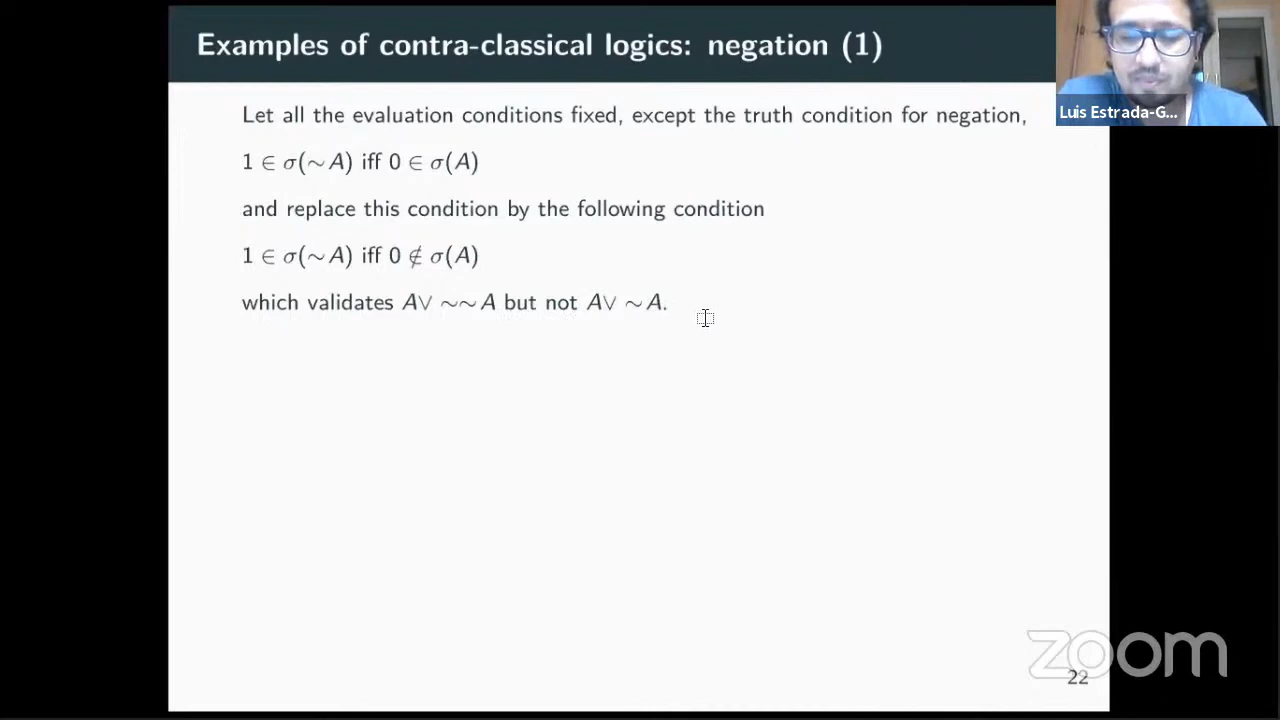 Examples of contra-classical logics: negation (1)
Luis Estrada-G...
Let all the evaluation conditions fixed, except the truth condition for negation,
1 ∈ σ(∼A) iff 0 ∈ σ(A)
and replace this condition by the following condition
1 ∈ σ(∼A) iff 0 ∉ σ(A)
which validates A∨ ∼∼A but not A∨ ∼A.
zoom
22